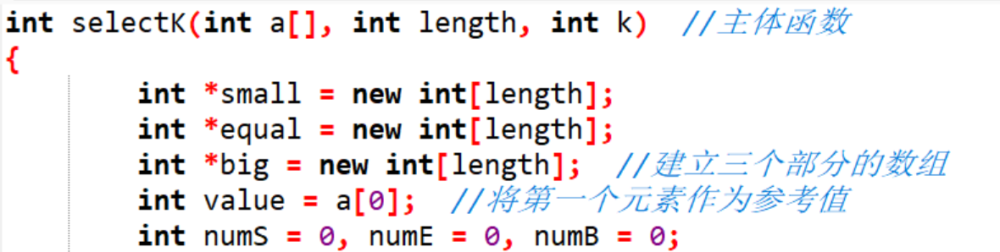 int selectK(int a[], int length, int k)  //主体函数
{
int *small = new int[length];
int *equal = new int[length];
int *big = new int[length];  //建立三个部分的数组
int value = a[0];  //将第一个元素作为参考值
int numS = 0, numE = 0, numB = 0;